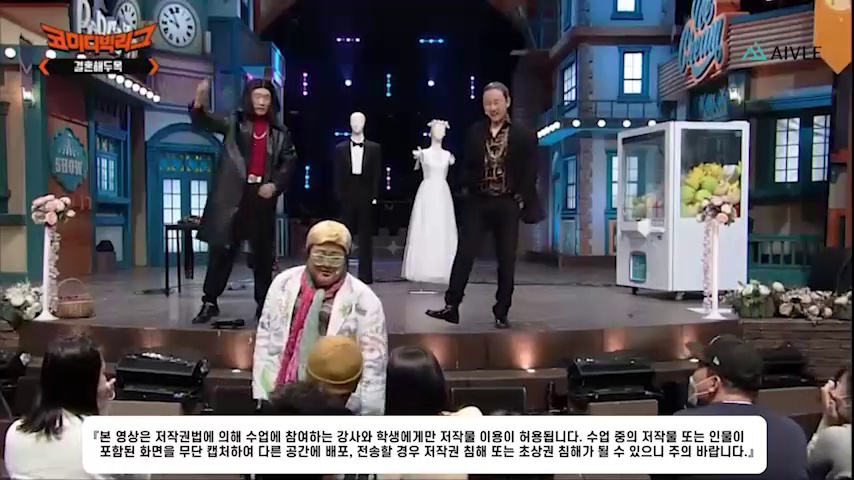 코미디빅리그
결혼해두목
AIVLE
SHOW
『본 영상은 저작권법에 의해 수업에 참여하는 강사와 학생에게만 저작물 이용이 허용됩니다. 수업 중의 저작물 또는 인물이
포함된 화면을 무단 캡처하여 다른 공간에 배포, 전송할 경우 저작권 침해 또는 초상권 침해가 될 수 있으니 주의 바랍니다.』